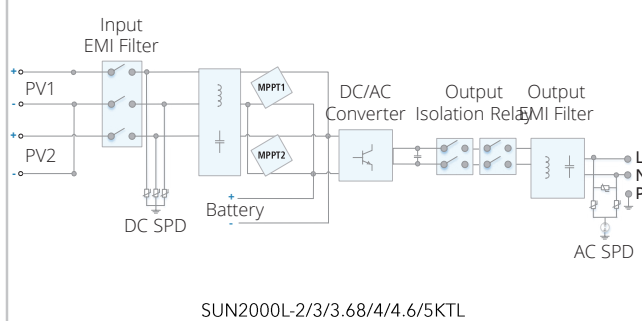 Input
EMI Filter
+
PV1
-
+
PV2
-
MPPT1
MPPT2
DC/AC
Converter
Output
Isolation Relay
Output
EMI Filter
L
N
P
DC SPD
+
Battery
-
AC SPD
SUN2000L-2/3/3.68/4/4.6/5KTL